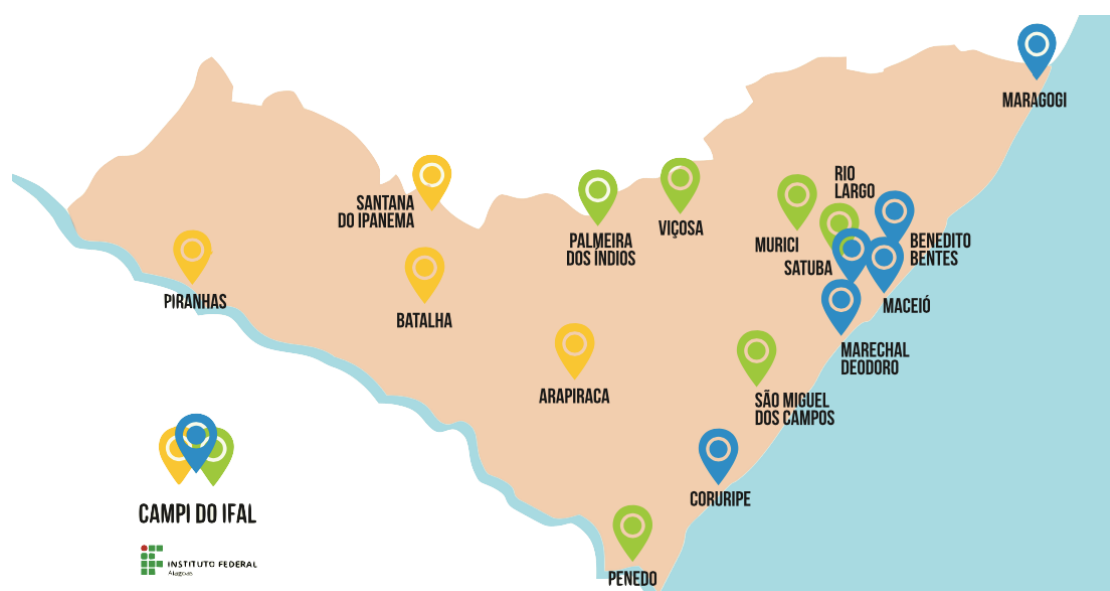 MARAGOGI
RIO
LARGO
SANTANA
DO IPANEMA
VIÇOSA
PALMEIRA
DOS ÍNDIOS
MURICI
BENEDITO
BENTES
SATUBA
PIRANHAS
MACEIÓ
BATALHA
MARECHAL
DEODORO
ARAPIRACA
SÃO MIGUEL
DOS CAMPOS
CORURIPE
CAMPI DO IFAL
INSTITUTO FEDERAL
Alagoas
PENEDO